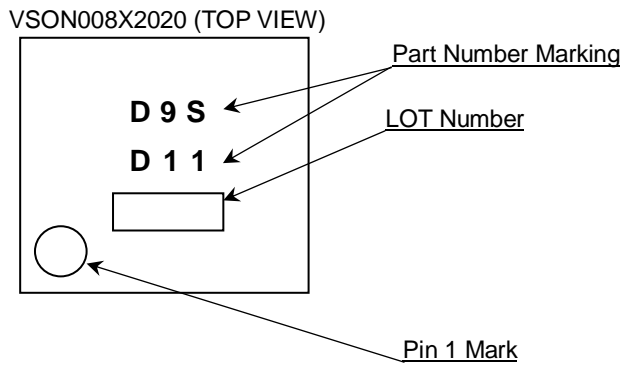 VSON008X2020 (TOP VIEW)
Part Number Marking
D 9 S
LOT Number
D 1 1
Pin 1 Mark